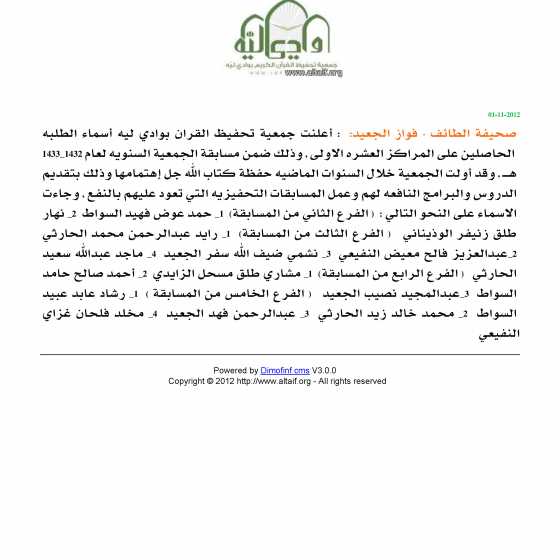 وادي ليّة
جمعية تحفيظ القرآن الكريم بوادي ليّه
www.altaif.org
01-11-2012
صحيفة الطائف - فواز الجعيد: : أعلنت جمعية تحفيظ القران بوادي ليه أسماء الطلبه
الحاصلين على المراكز العشره الاولى , وذلك ضمن مسابقة الجمعية السنويه لعام 1432_1433
هـ , وقد أولت الجمعية خلال السنوات الماضيه حفظة كتاب الله جل إهتمامها وذلك بتقديم
الدروس والبرامج النافعه لهم وعمل المسابقات التحفيزيه التي تعود عليهم بالنفع , وجاءت
الاسماء على النحو التالي : ( الفرع الثاني من المسابقة) 1_ حمد عوض فهيد السواط 2_ نهار
طلق زنيفر الوذيناني ( الفرع الثالث من المسابقة) 1_ رايد عبدالرحمن محمد الحارثي
2_عبدالعزيز فالح معيض النفيعي 3_ نشمي ضيف الله سفر الجعيد 4_ ماجد عبدالله سعيد
الحارثي ( الفرع الرابع من المسابقة) 1_ مشاري طلق مسحل الزايدي 2_ أحمد صالح حامد
السواط 3_عبدالمجيد نصيب الجعيد ( الفرع الخامس من المسابقة ) 1_ رشاد عابد عبيد
السواط 2_ محمد خالد زيد الحارثي 3_ عبدالرحمن فهد الجعيد 4_ مخلد فلحان غزاي
النفيعي
Powered by Dimofinf cms V3.0.0
Copyright © 2012 http://www.altaif.org - All rights reserved